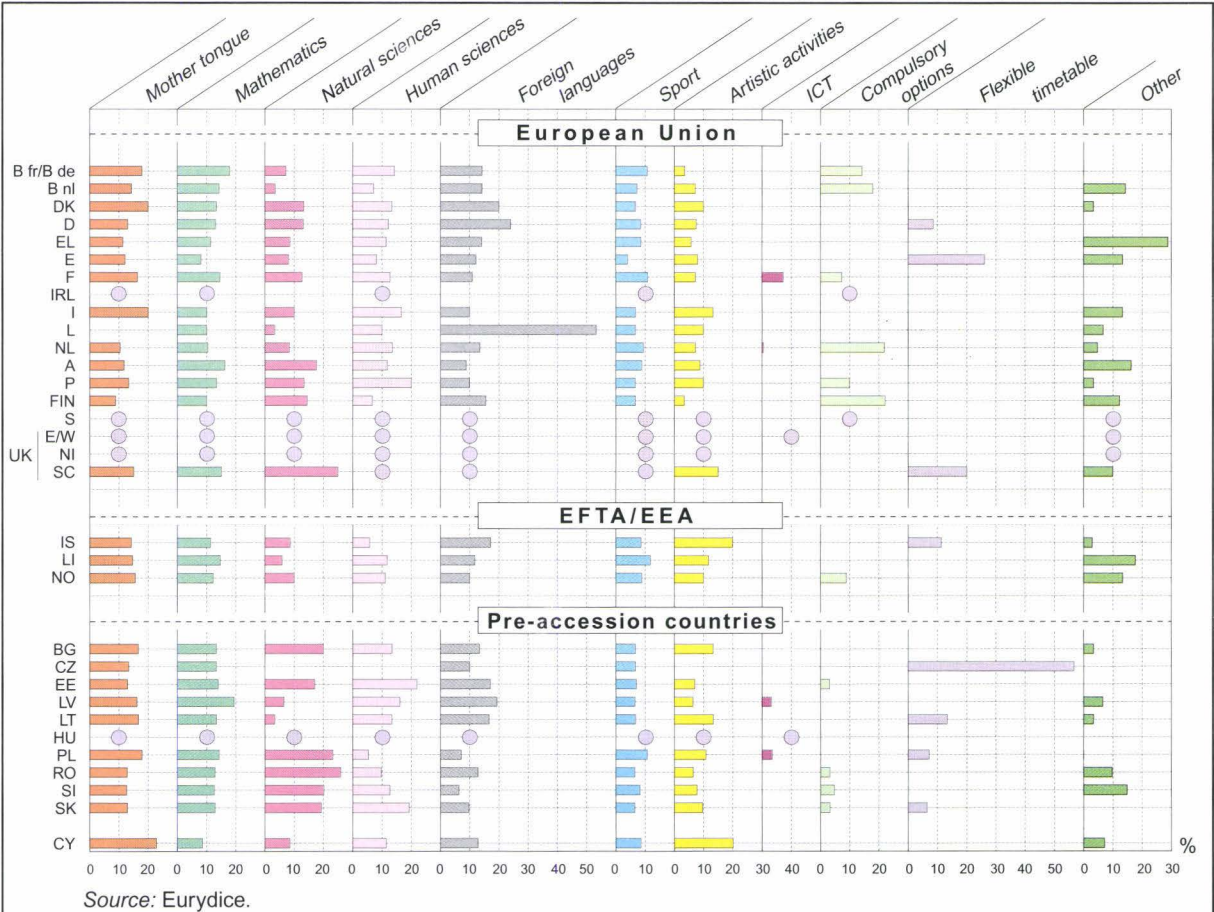 Mother tongue
Mathematics
Natural sciences
Human sciences
Foreign
languages
Sport
Artistic activities
ICT
Compulsory
options
Flexible
timetable
Other
European Union
B fr/B de
B nl
DK
D
EL
E
F
IRL
I
L
NL
A
P
FIN
S
UK
E/W
NI
SC
EFTA/EEA
IS
LI
NO
Pre-accession countries
BG
CZ
EE
LV
LT
HU
PL
RO
SI
SK
CY
%
0 10 20 0 10 20 0 10 20 0 10 20 0 10 20 30 40 50 0 10 0 10 20 0 10 0 10 20 0 10 20 30 40 50 0 10 20 30
Source: Eurydice.